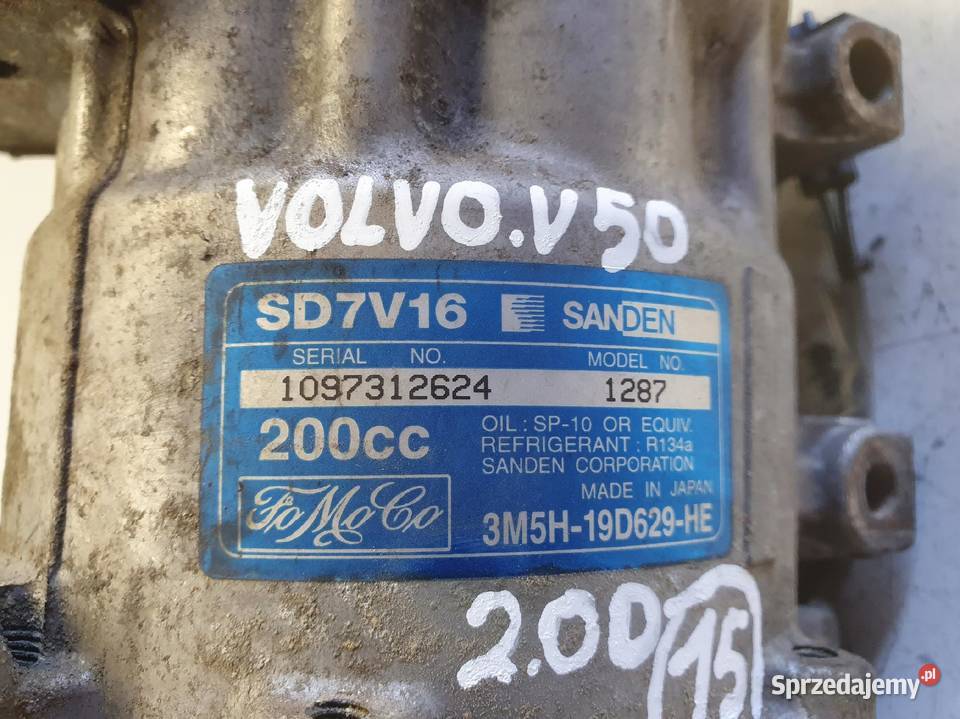 VOLVO.V50
SD7V16 SANDEN
SERIAL NO. MODEL NO.
1097312624 1287
200cc
OIL : SP-10 OR EQUIV.
REFRIGERANT : R134a
SANDEN CORPORATION
MADE IN JAPAN
FoMoCo
3M5H-19D629-HE
2.0D 15
Sprzedajemy.pl